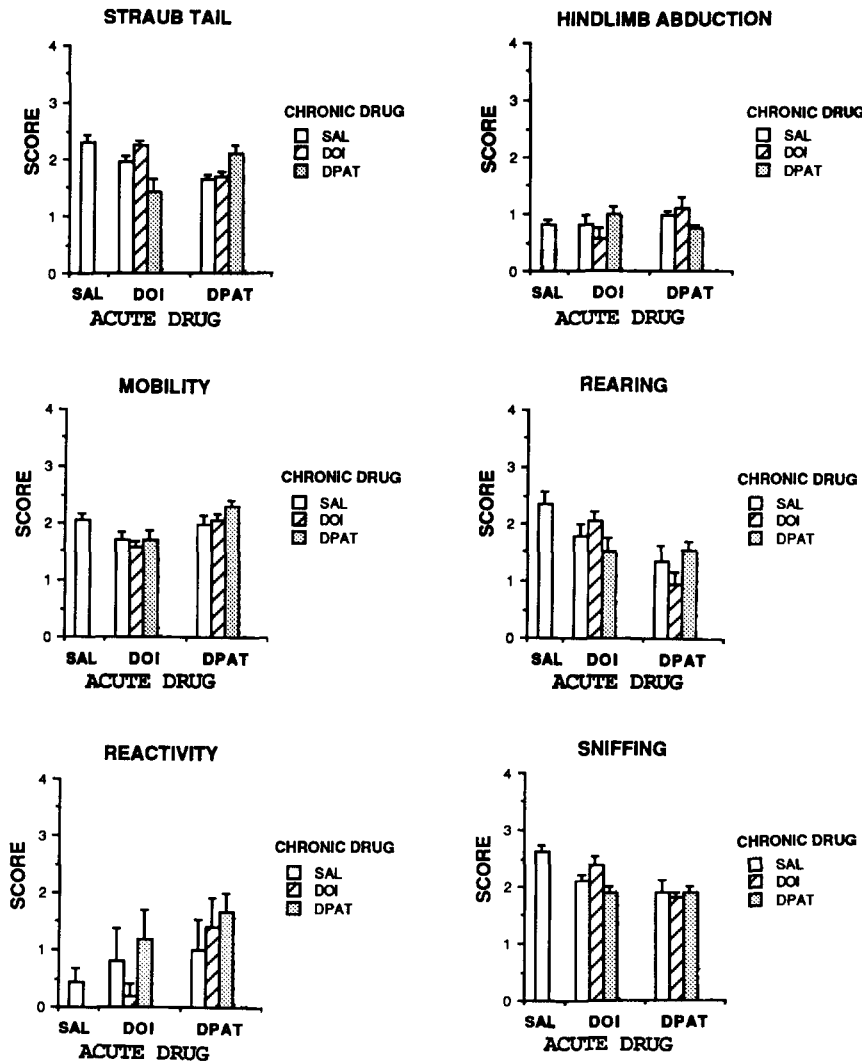 STRAUB TAIL
4
3
2
1
0
SCORE
CHRONIC DRUG
SAL
DOI
DPAT
SAL DOI DPAT
ACUTE DRUG
HINDLIMB ABDUCTION
4
3
2
1
0
SCORE
CHRONIC DRUG
SAL
DOI
DPAT
SAL DOI DPAT
ACUTE DRUG
MOBILITY
4
3
2
1
0
SCORE
CHRONIC DRUG
SAL
DOI
DPAT
SAL DOI DPAT
ACUTE DRUG
REARING
4
3
2
1
0
SCORE
CHRONIC DRUG
SAL
DOI
DPAT
SAL DOI DPAT
ACUTE DRUG
REACTIVITY
4
3
2
1
0
SCORE
CHRONIC DRUG
SAL
DOI
DPAT
SAL DOI DPAT
ACUTE DRUG
SNIFFING
4
3
2
1
0
SCORE
CHRONIC DRUG
SAL
DOI
DPAT
SAL DOI DPAT
ACUTE DRUG